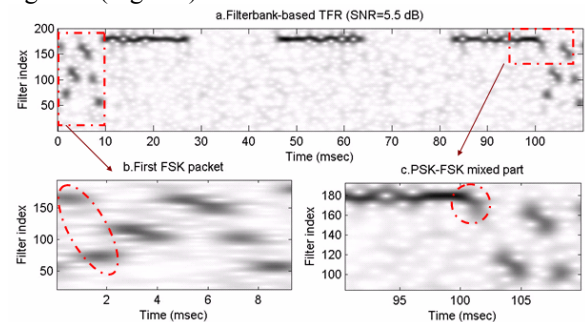 a.Filterbank-based TFR (SNR=5.5 dB)
Filter index
200
150
100
50
0 10 20 30 40 50 60 70 80 90 100
Time (msec)
b.First FSK packet
Filter index
150
100
50
2 4 6 8
Time (msec)
c.PSK-FSK mixed part
Filter index
180
160
140
120
100
95 100 105
Time (msec)